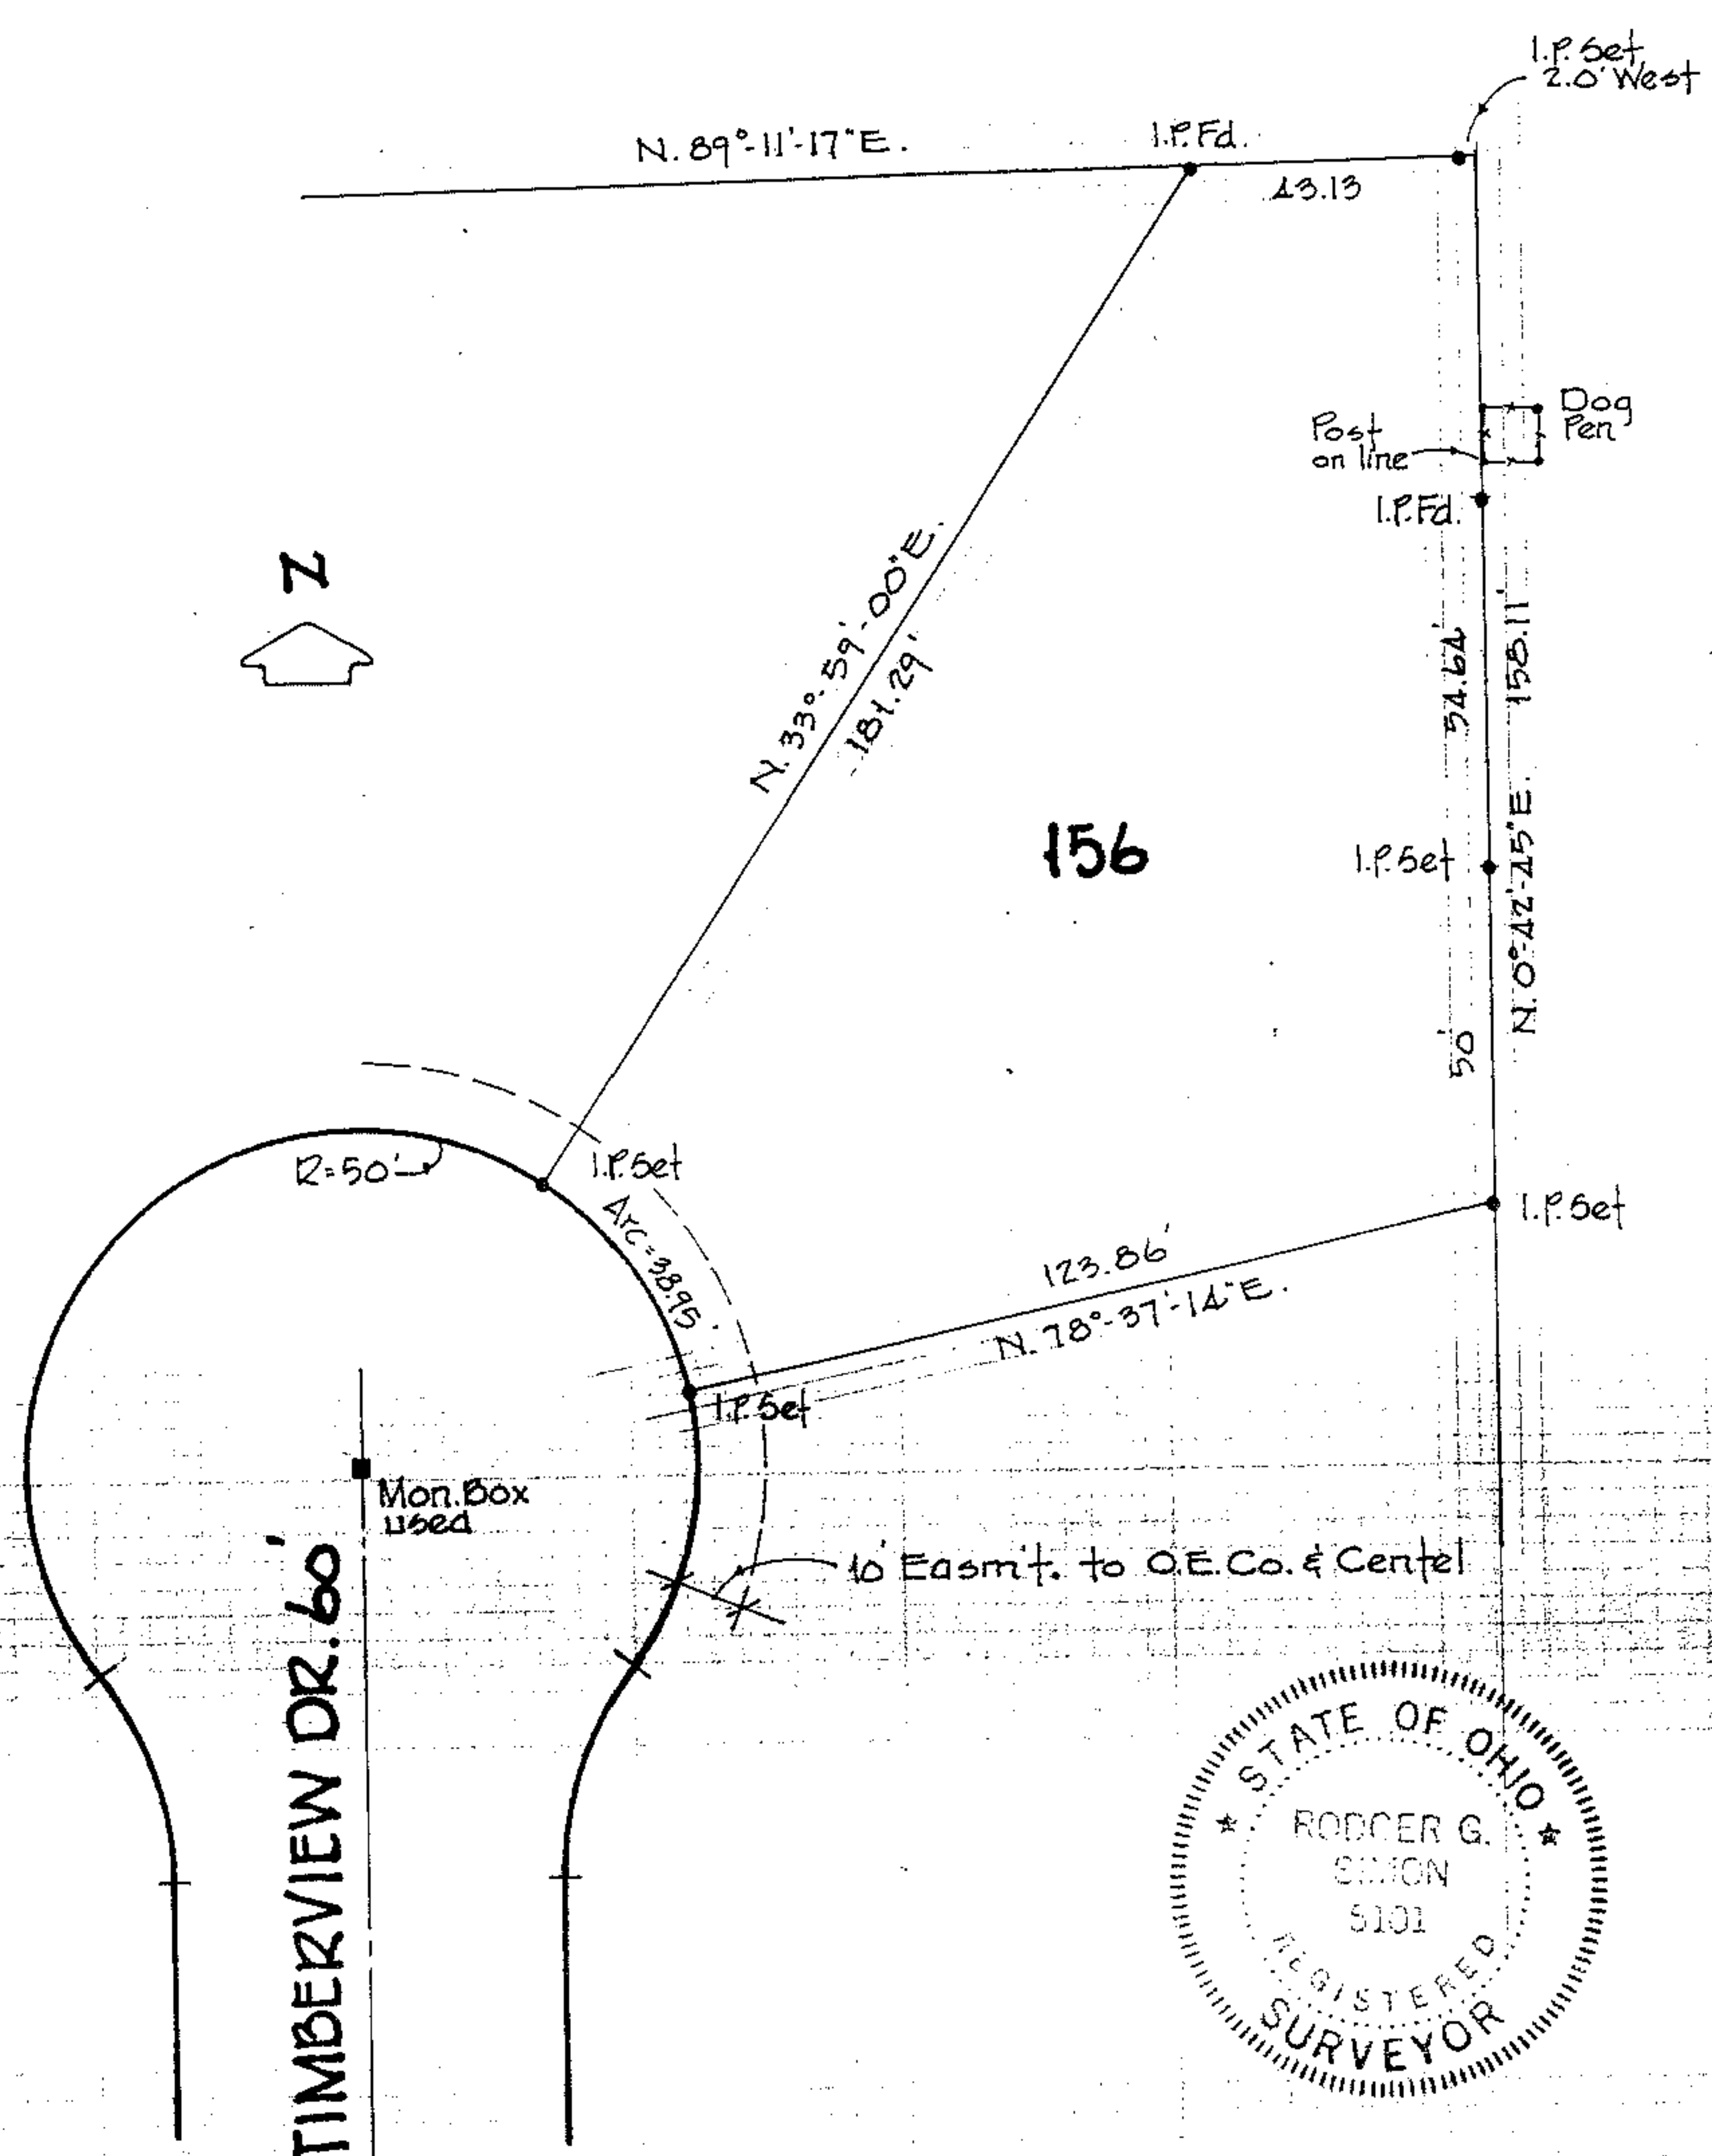 I.P. Set
2.0' West
N. 89°-11'-17"E.
I.P. Fd.
43.13
Dog
Pen
Post
on line
I.P. Fd.
N
N. 33°-59'-00"E.
181.29'
54.64'
158.11'
156
I.P. Set
N. 0°-42'-45"E.
50'
R=50'
I.P. Set
Arc=38.95
I.P. Set
123.86'
N. 78°-37'-14"E.
I.P. Set
Mon. Box
used
10' Easm't. to O.E. Co. & Centel
TIMBERVIEW DR. 60'
STATE OF OHIO
RODGER G.
SIMON
5101
REGISTERED
SURVEYOR